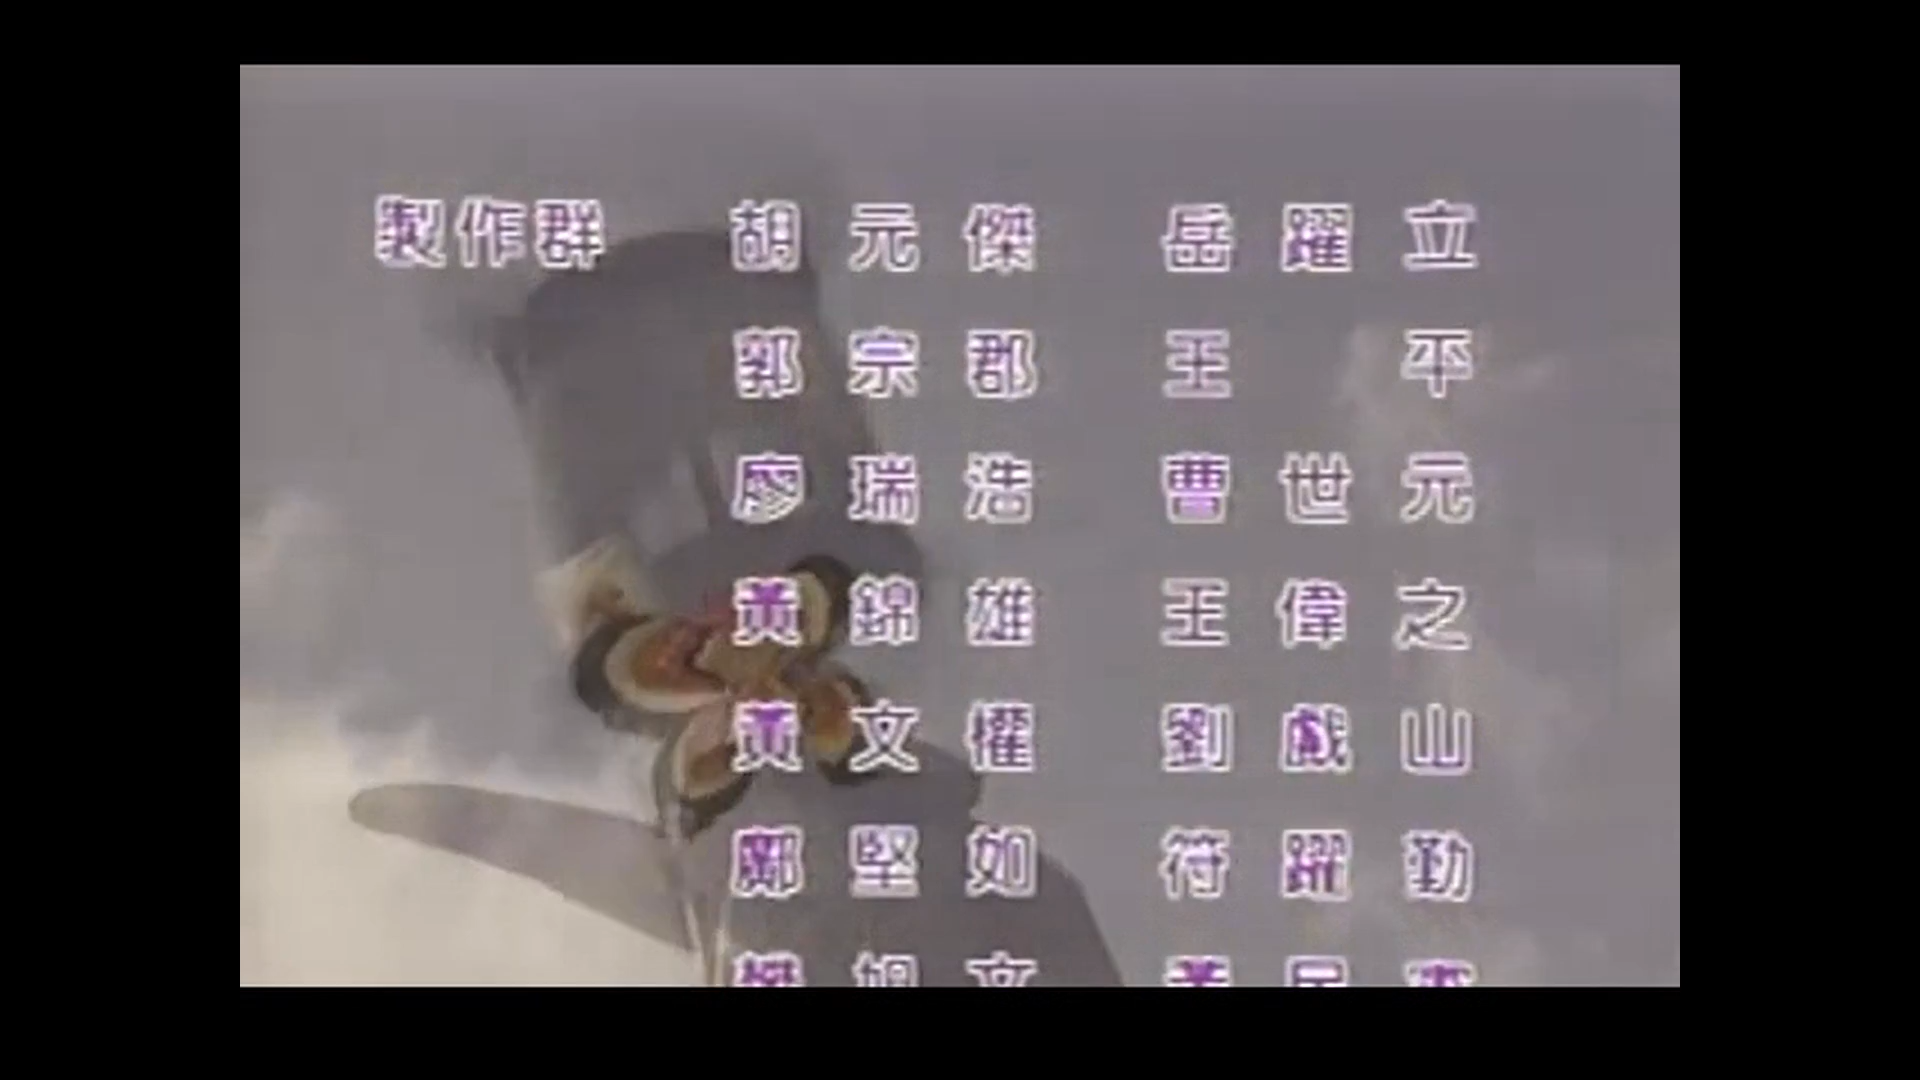 製作群 胡元傑 岳躍立
郭宗郡 王平
廖瑞浩 曹世元
黃錦雄 王偉之
黃文權 劉戲山
鄺堅如 符躍勤